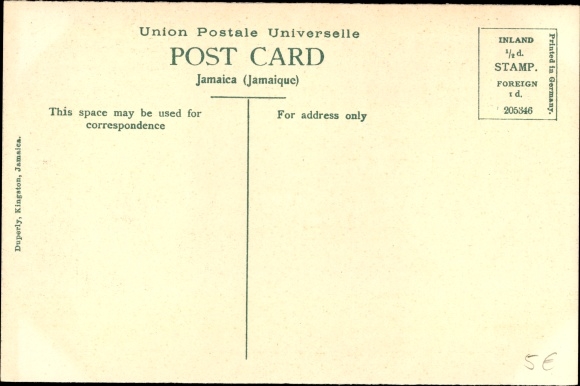 Union Postale Universelle
POST CARD
Jamaica (Jamaique)
This space may be used for
correspondence
For address only
INLAND
½ d.
STAMP.
FOREIGN
1 d.
205346
Printed in Germany.
Duperly, Kingston, Jamaica.
5€